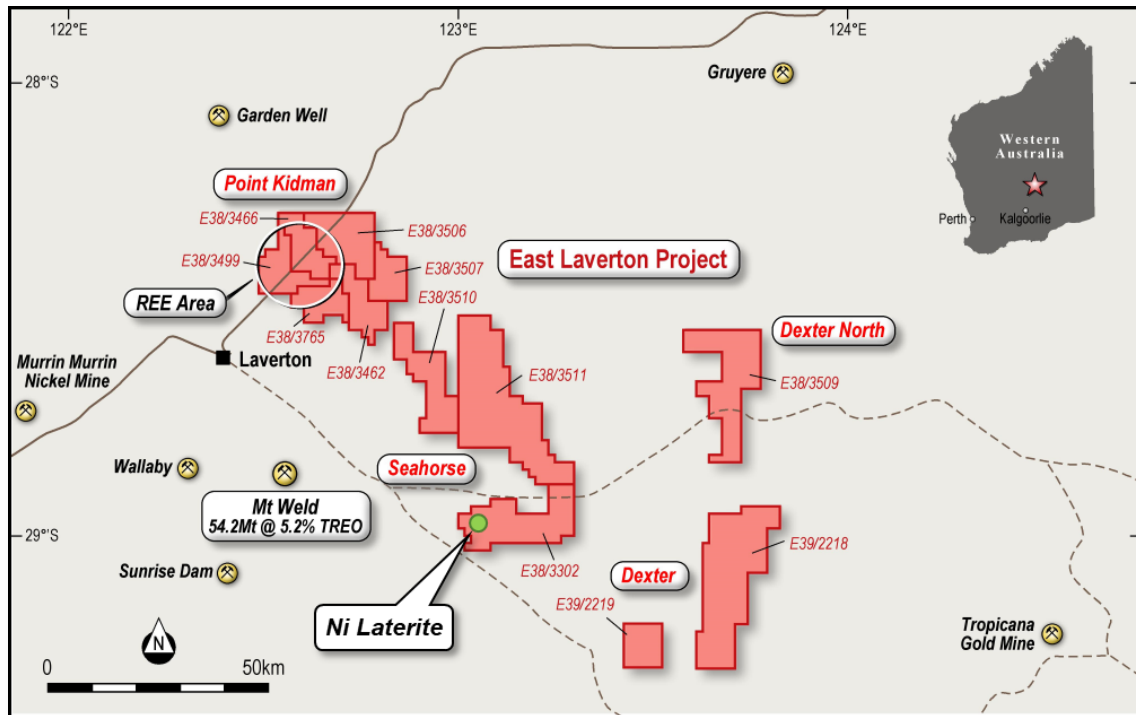 122°E
123°E
124°E
28°S
Gruyere
Garden Well
Western
Australia
Perth
Kalgoorlie
Point Kidman
E38/3466
E38/3506
E38/3499
E38/3507
East Laverton Project
REE Area
E38/3510
E38/3765
Dexter North
Laverton
E38/3462
E38/3511
E38/3509
Murrin Murrin
Nickel Mine
Wallaby
Seahorse
Mt Weld
54.2Mt @ 5.2% TREO
29°S
E39/2218
Sunrise Dam
E38/3302
Dexter
E39/2219
Ni Laterite
Tropicana
Gold Mine
N
0
50km